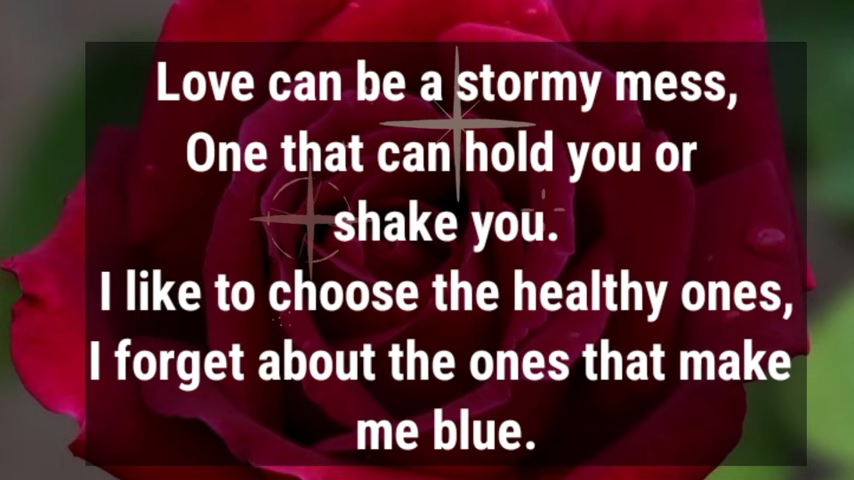 Love can be a stormy mess,
One that can hold you or
shake you.
I like to choose the healthy ones,
I forget about the ones that make
me blue.